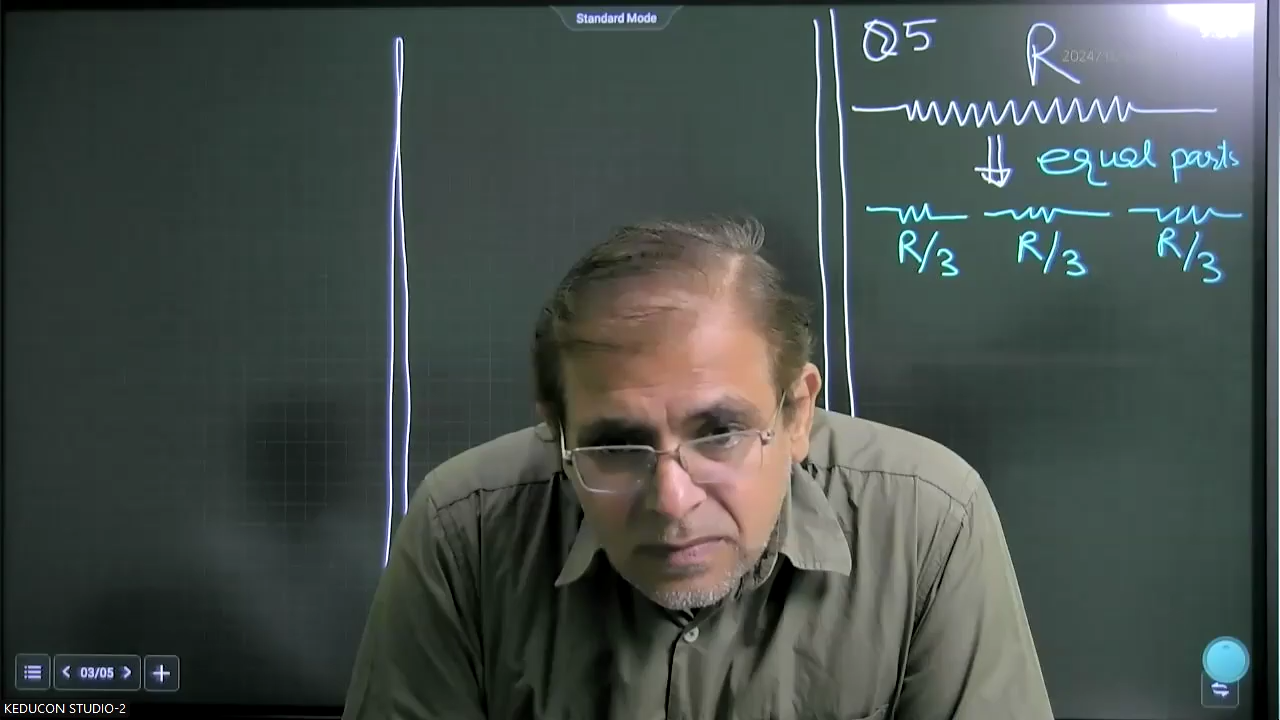 Standard Mode
Q5 R
equal parts
R/3 R/3 R/3
03/05
KEDUCON STUDIO-2